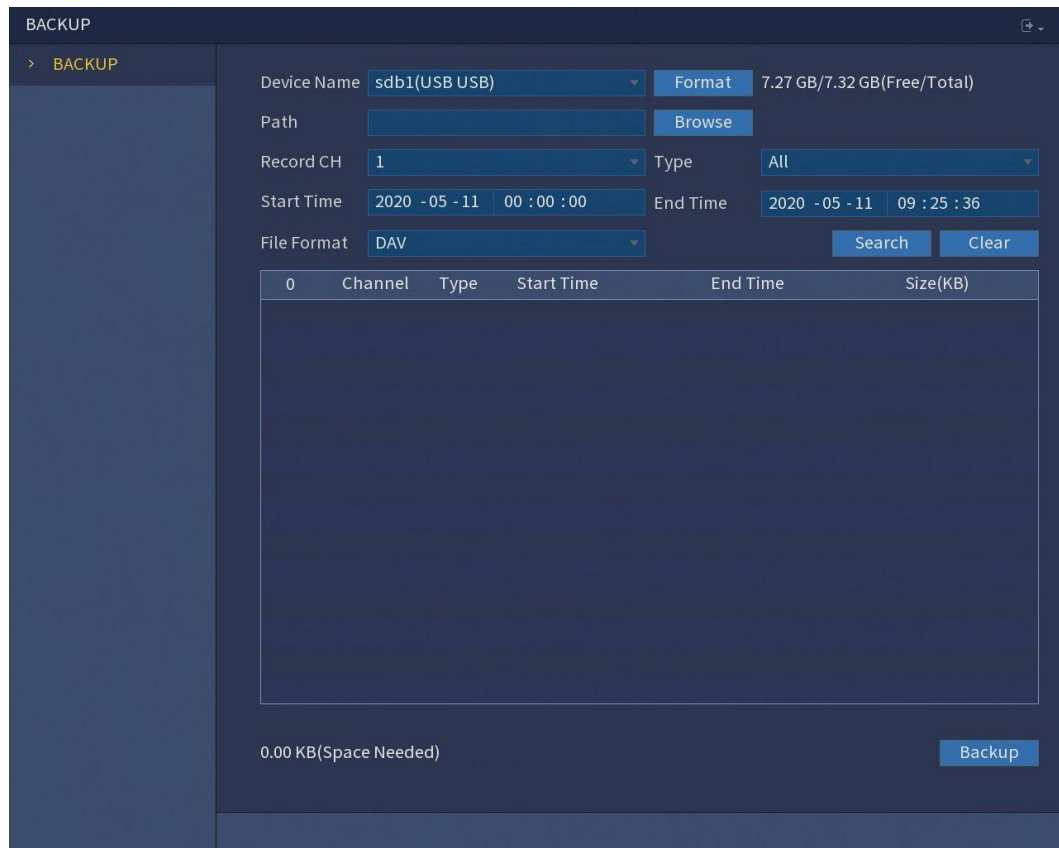 BACKUP
> BACKUP
Device Name sdb1(USB USB) Format 7.27 GB/7.32 GB(Free/Total)
Path Browse
Record CH 1 Type All
Start Time 2020 - 05 - 11 00 : 00 : 00 End Time 2020 - 05 - 11 09 : 25 : 36
File Format DAV Search Clear
0 Channel Type Start Time End Time Size(KB)
0.00 KB(Space Needed) Backup